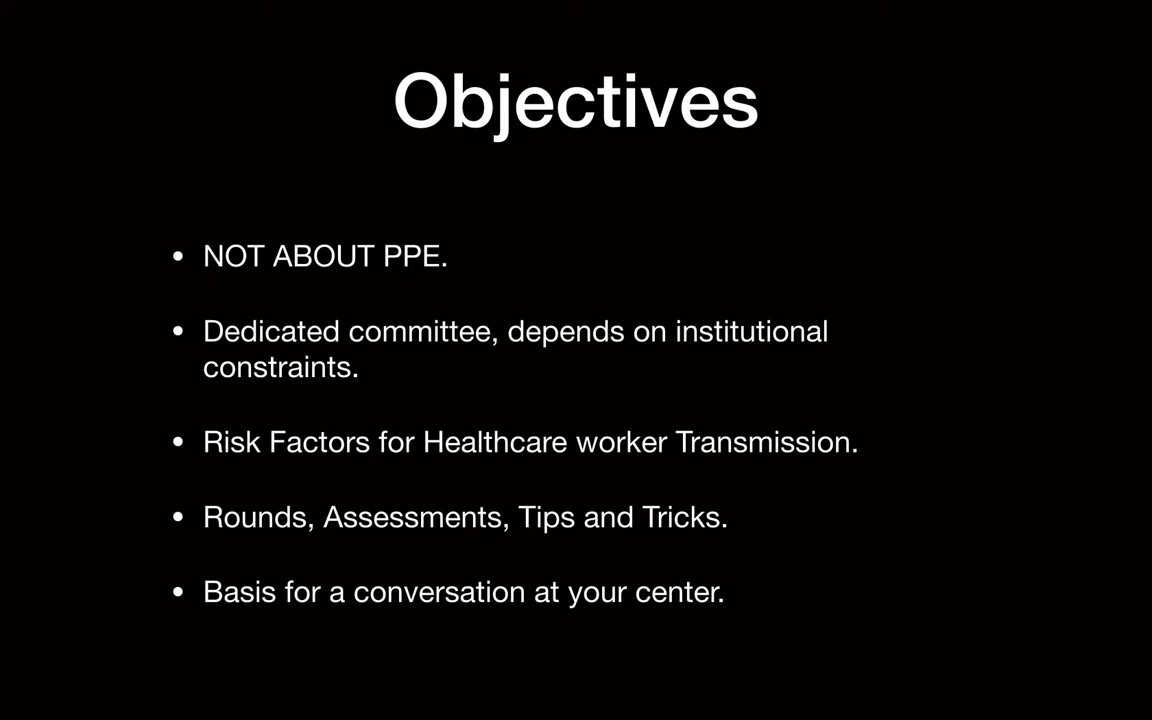 Objectives
• NOT ABOUT PPE.
• Dedicated committee, depends on institutional
constraints.
• Risk Factors for Healthcare worker Transmission.
• Rounds, Assessments, Tips and Tricks.
• Basis for a conversation at your center.